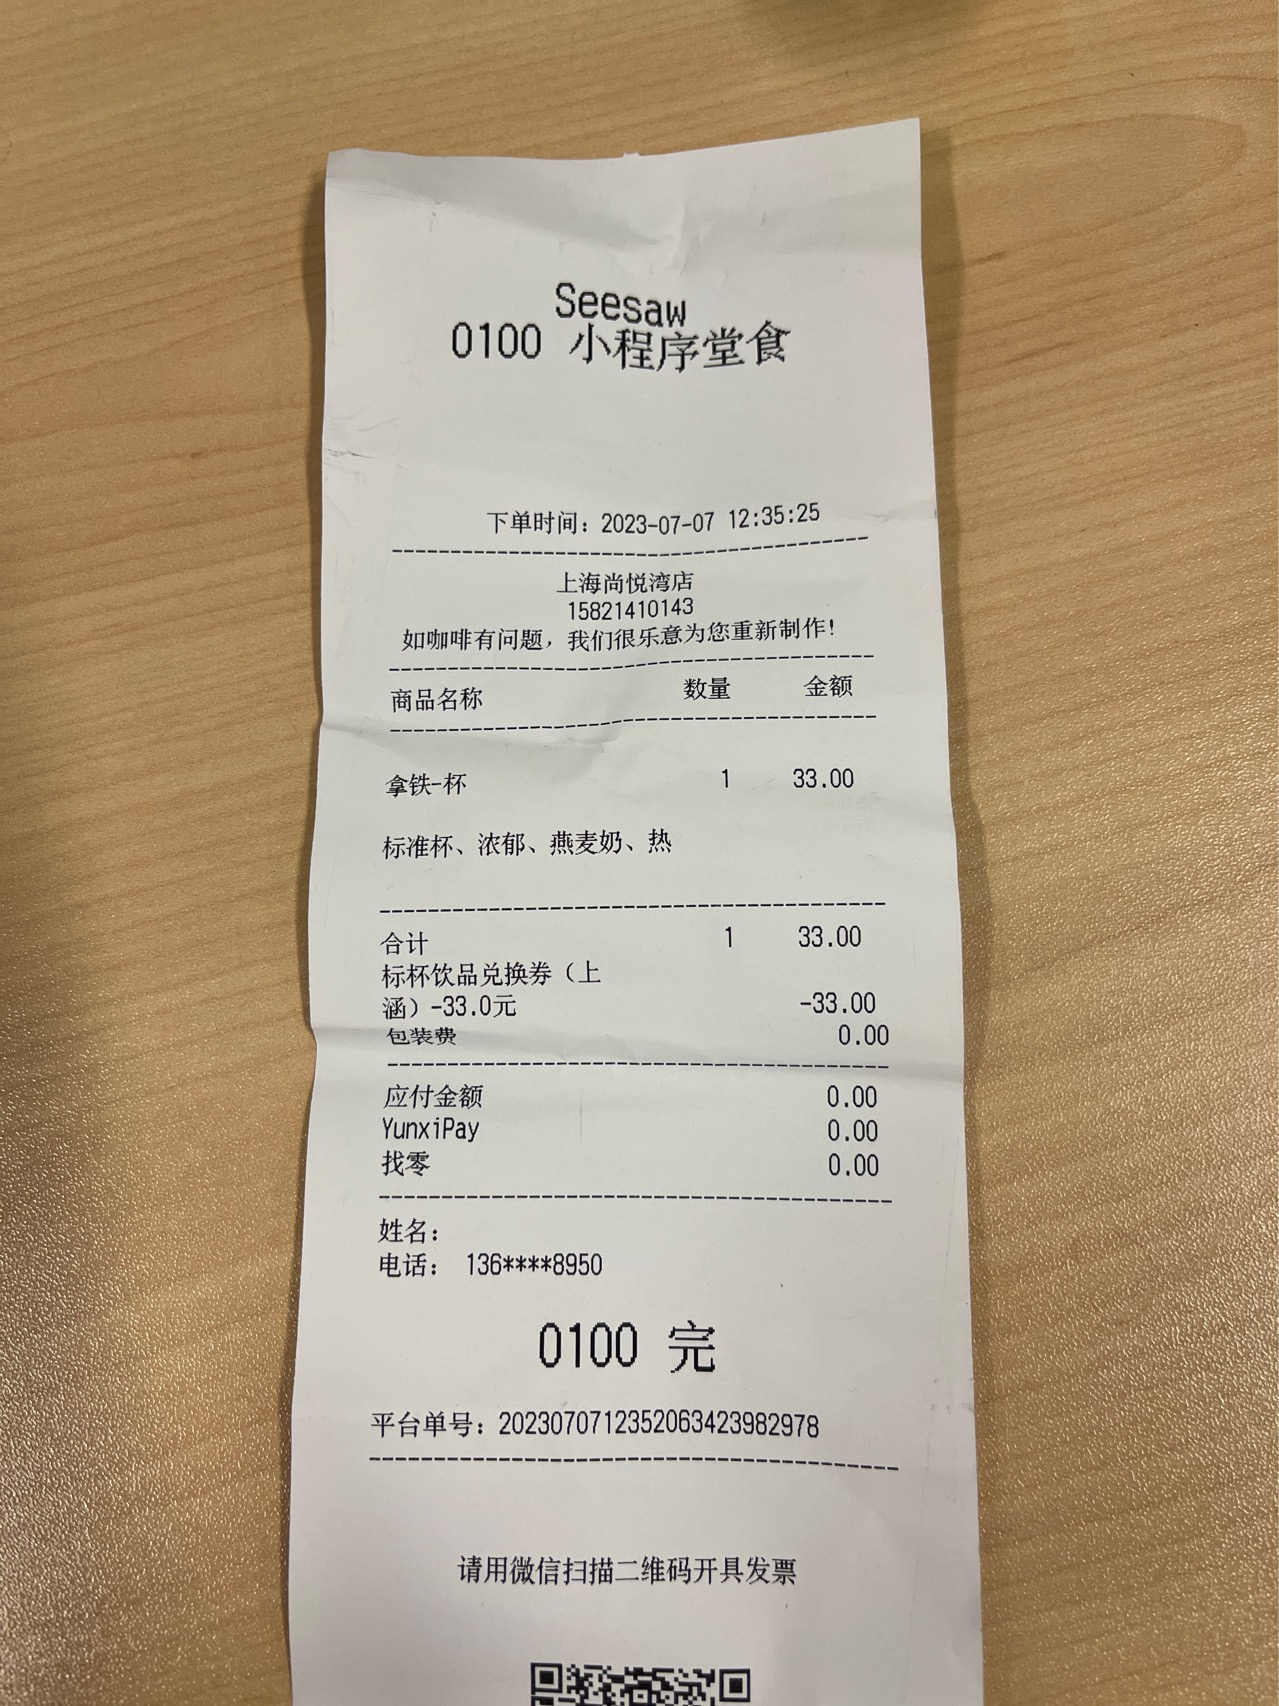 Seesaw
0100 小程序堂食
下单时间：2023-07-07 12:35:25
上海尚悦湾店
15821410143
如咖啡有问题，我们很乐意为您重新制作！
商品名称 数量 金额
拿铁-杯 1 33.00
标准杯、浓郁、燕麦奶、热
合计 1 33.00
标杯饮品兑换券（上
涵）-33.0元 -33.00
包装费 0.00
应付金额 0.00
YunxiPay 0.00
找零 0.00
姓名：
电话： 136****8950
0100 完
平台单号：2023070712352063423982978
请用微信扫描二维码开具发票